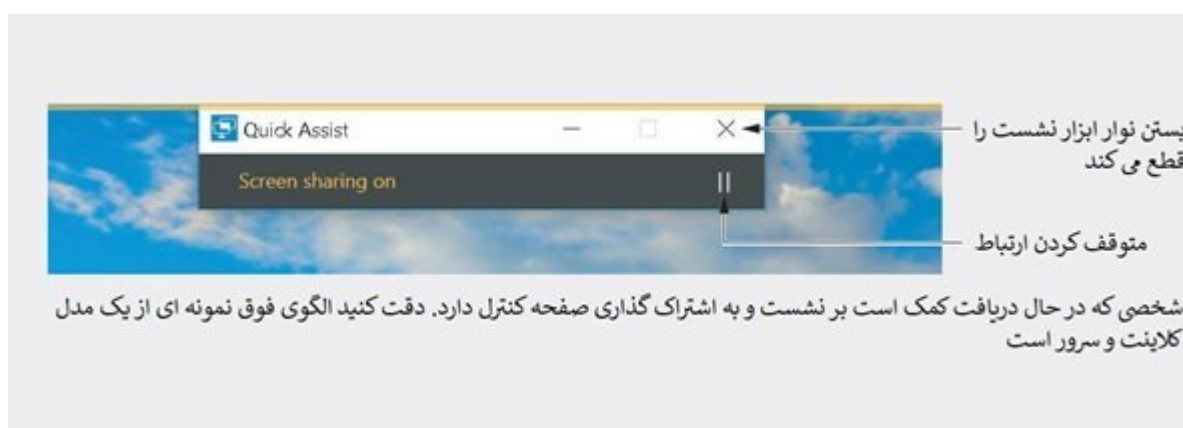 Quick Assist
Screen sharing on
بستن نوار ابزار نشست را
قطع می کند
متوقف کردن ارتباط
شخصی که در حال دریافت کمک است بر نشست و به اشتراک گذاری صفحه کنترل دارد. دقت کنید الگوی فوق نمونه ای از یک مدل
کلاینت و سرور است